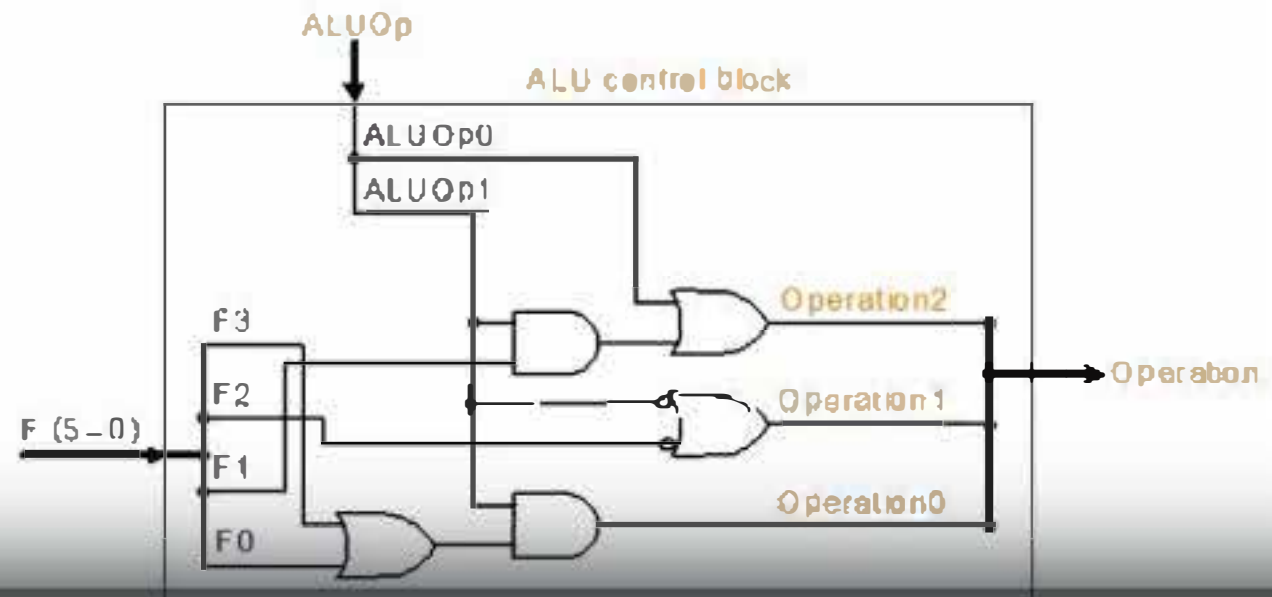 ALUOp
ALU control block
ALUOp0
ALUOp1
Operation2
F3
Operation
F2
Operation1
F (5-0)
F1
Operation0
F0